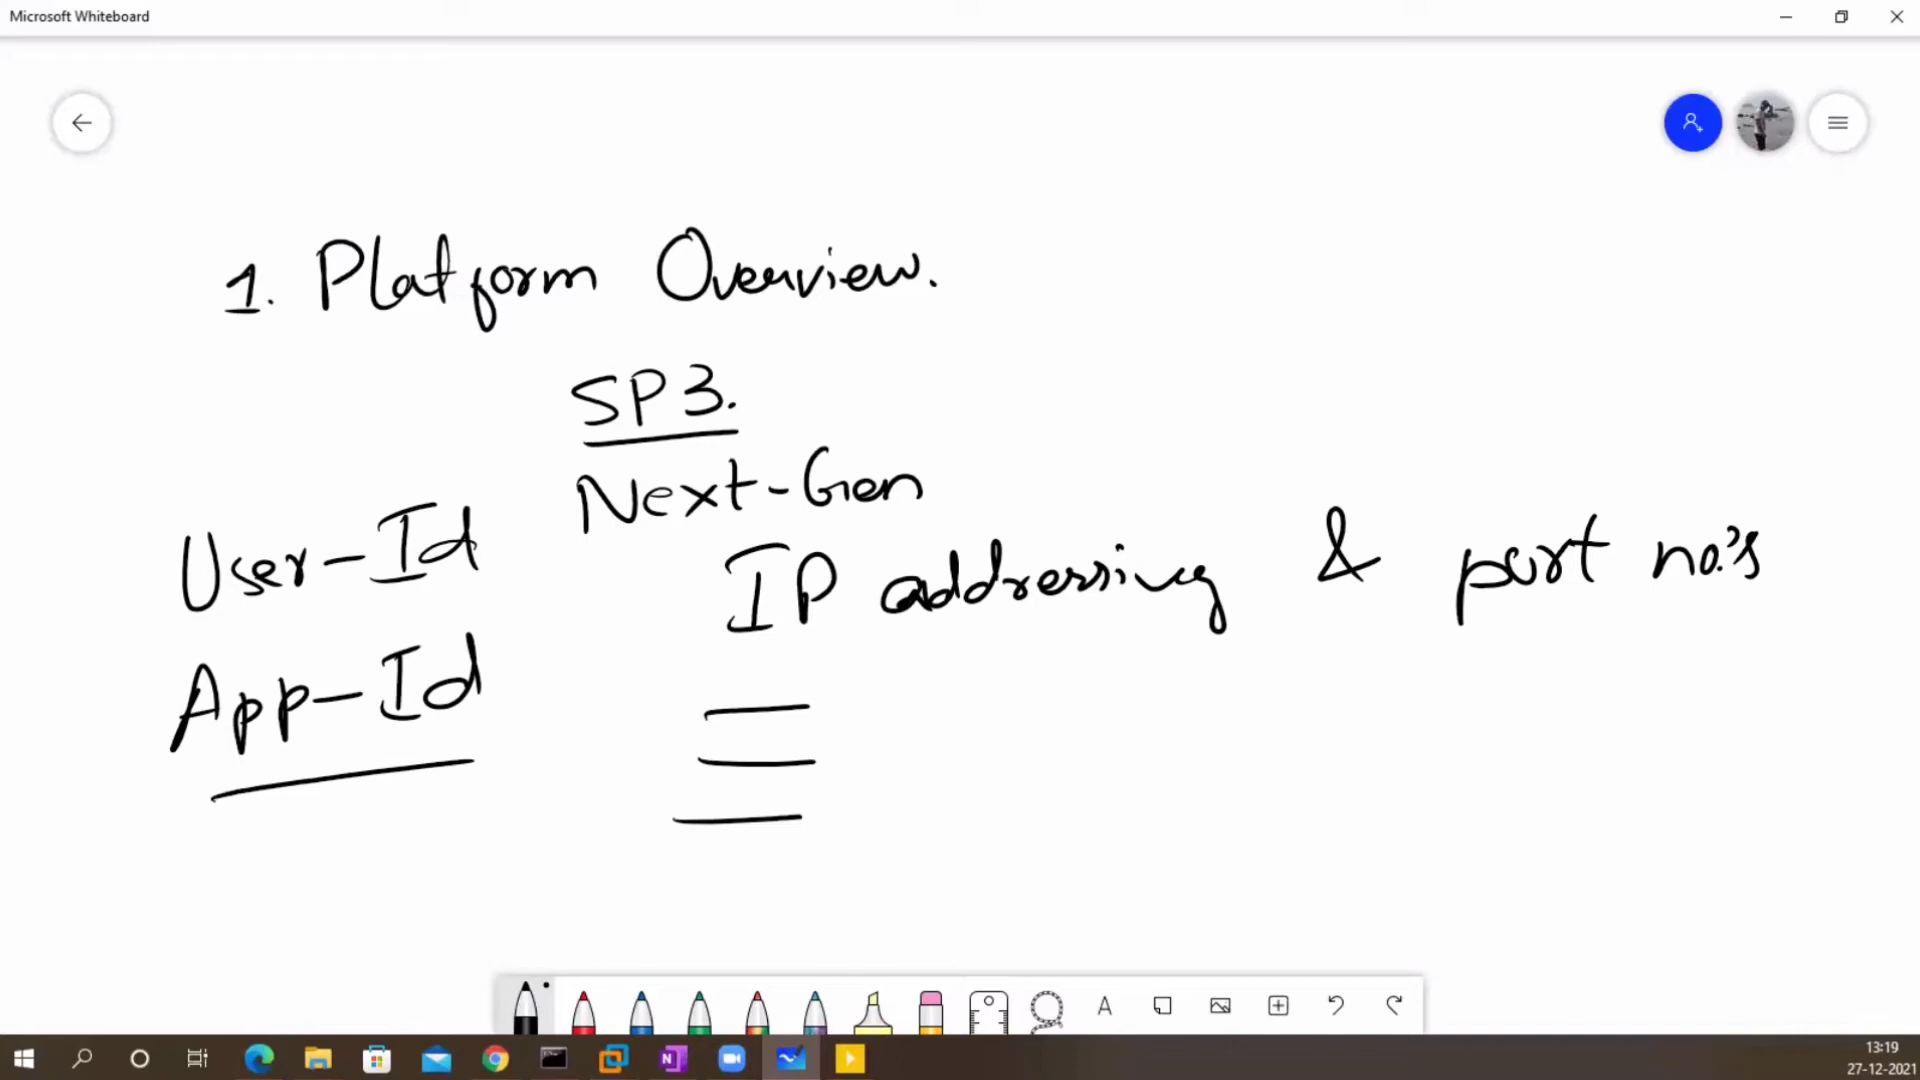 Microsoft Whiteboard
1. Platform Overview.
SP3.
Next-Gen
User-Id
IP addressing & port no.'s
App-Id
A
N
13:19
27-12-2021